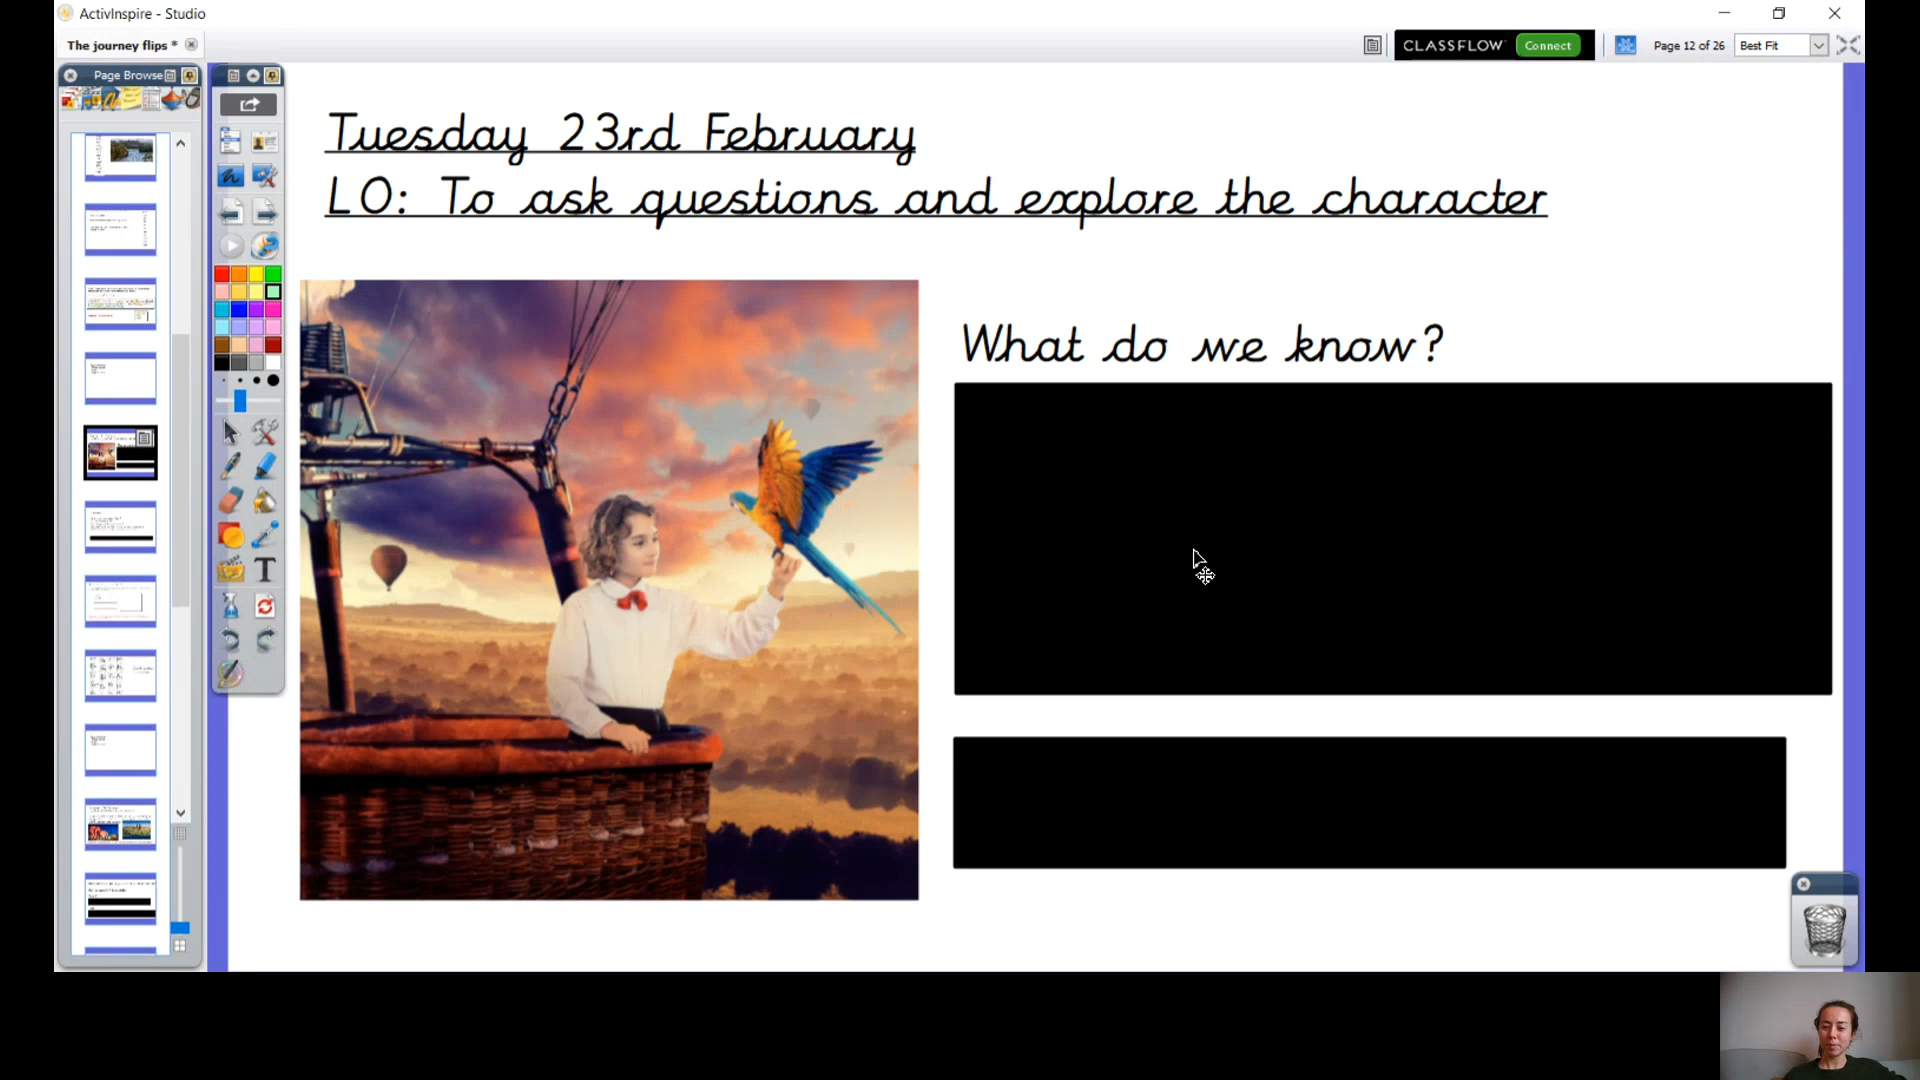 ActivInspire - Studio
The journey flips *
CLASSFLOW Connect Page 12 of 26 Best Fit
Page Browse
Tuesday 23rd February
LO: To ask questions and explore the character
What do we know?
T